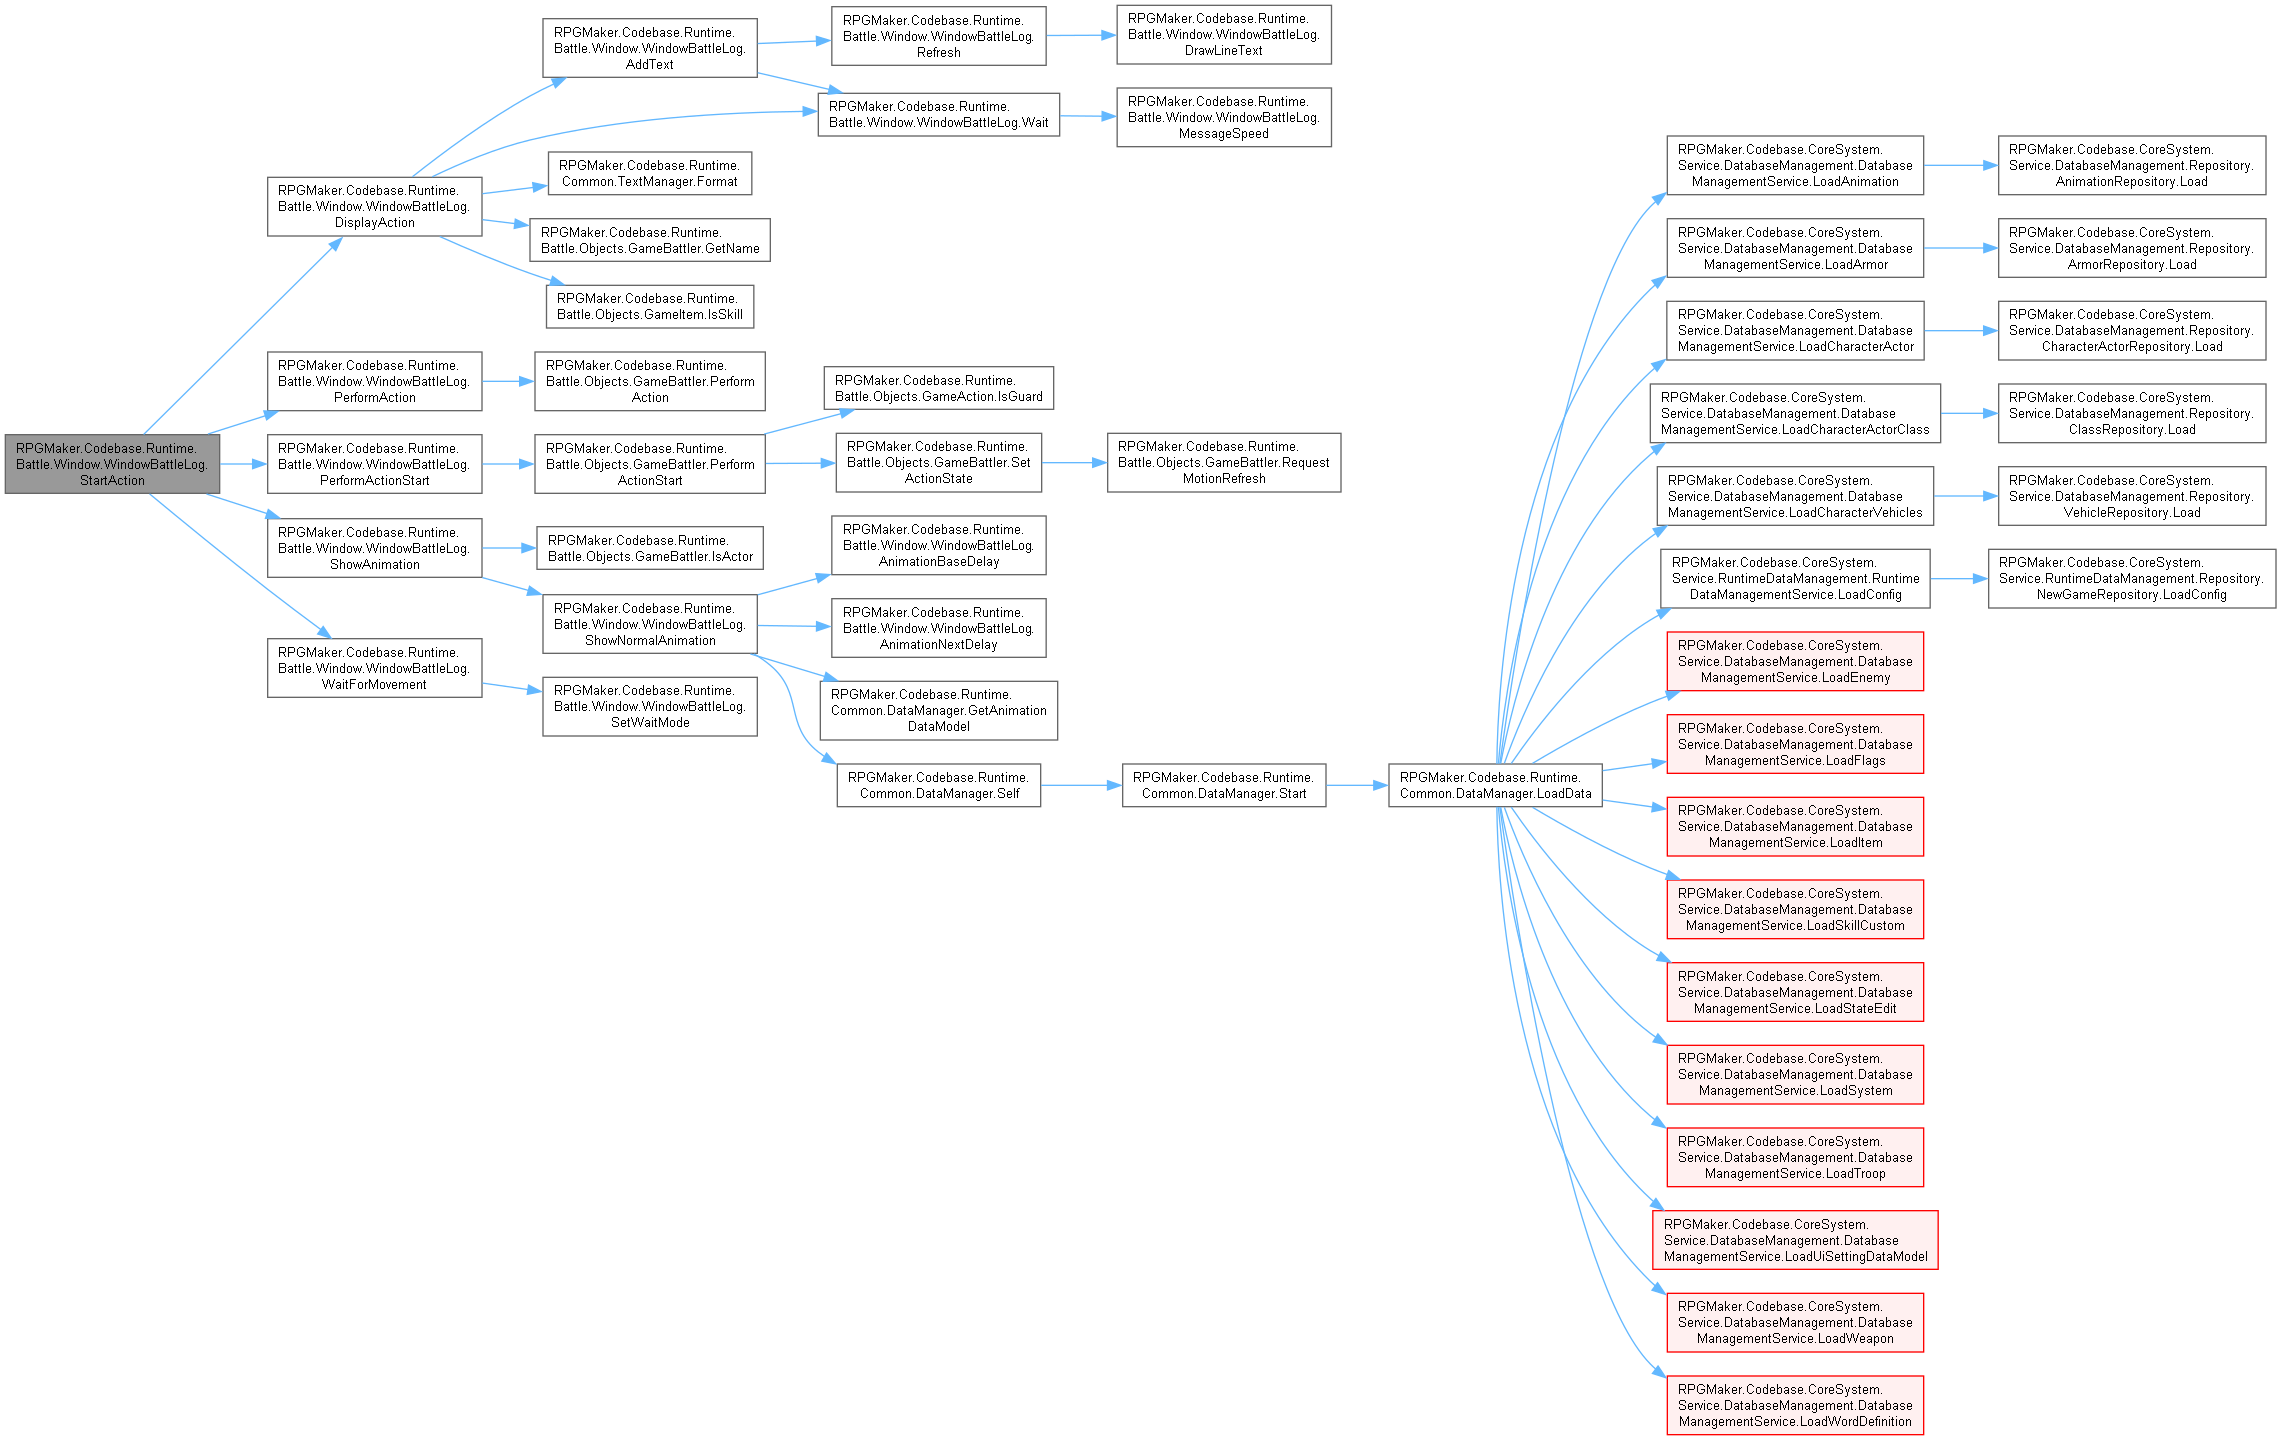 RPGMaker.Codebase.Runtime.
Battle.Window.WindowBattleLog.
StartAction
RPGMaker.Codebase.Runtime.
Battle.Window.WindowBattleLog.
DisplayAction
RPGMaker.Codebase.Runtime.
Battle.Window.WindowBattleLog.
AddText
RPGMaker.Codebase.Runtime.
Battle.Window.WindowBattleLog.
Refresh
RPGMaker.Codebase.Runtime.
Battle.Window.WindowBattleLog.
DrawLineText
RPGMaker.Codebase.Runtime.
Battle.Window.WindowBattleLog.Wait
RPGMaker.Codebase.Runtime.
Battle.Window.WindowBattleLog.
MessageSpeed
RPGMaker.Codebase.Runtime.
Common.TextManager.Format
RPGMaker.Codebase.Runtime.
Battle.Objects.GameBattler.GetName
RPGMaker.Codebase.Runtime.
Battle.Objects.GameItem.IsSkill
RPGMaker.Codebase.Runtime.
Battle.Window.WindowBattleLog.
PerformAction
RPGMaker.Codebase.Runtime.
Battle.Objects.GameBattler.Perform
Action
RPGMaker.Codebase.Runtime.
Battle.Window.WindowBattleLog.
PerformActionStart
RPGMaker.Codebase.Runtime.
Battle.Objects.GameBattler.Perform
ActionStart
RPGMaker.Codebase.Runtime.
Battle.Objects.GameAction.IsGuard
RPGMaker.Codebase.Runtime.
Battle.Objects.GameBattler.Set
ActionState
RPGMaker.Codebase.Runtime.
Battle.Objects.GameBattler.Request
MotionRefresh
RPGMaker.Codebase.Runtime.
Battle.Window.WindowBattleLog.
ShowAnimation
RPGMaker.Codebase.Runtime.
Battle.Objects.GameBattler.IsActor
RPGMaker.Codebase.Runtime.
Battle.Window.WindowBattleLog.
ShowNormalAnimation
RPGMaker.Codebase.Runtime.
Battle.Window.WindowBattleLog.
AnimationBaseDelay
RPGMaker.Codebase.Runtime.
Battle.Window.WindowBattleLog.
AnimationNextDelay
RPGMaker.Codebase.Runtime.
Common.DataManager.GetAnimation
DataModel
RPGMaker.Codebase.Runtime.
Common.DataManager.Self
RPGMaker.Codebase.Runtime.
Common.DataManager.Start
RPGMaker.Codebase.Runtime.
Common.DataManager.LoadData
RPGMaker.Codebase.Runtime.
Battle.Window.WindowBattleLog.
WaitForMovement
RPGMaker.Codebase.Runtime.
Battle.Window.WindowBattleLog.
SetWaitMode
RPGMaker.Codebase.CoreSystem.
Service.DatabaseManagement.Database
ManagementService.LoadAnimation
RPGMaker.Codebase.CoreSystem.
Service.DatabaseManagement.Repository.
AnimationRepository.Load
RPGMaker.Codebase.CoreSystem.
Service.DatabaseManagement.Database
ManagementService.LoadArmor
RPGMaker.Codebase.CoreSystem.
Service.DatabaseManagement.Repository.
ArmorRepository.Load
RPGMaker.Codebase.CoreSystem.
Service.DatabaseManagement.Database
ManagementService.LoadCharacterActor
RPGMaker.Codebase.CoreSystem.
Service.DatabaseManagement.Repository.
CharacterActorRepository.Load
RPGMaker.Codebase.CoreSystem.
Service.DatabaseManagement.Database
ManagementService.LoadCharacterActorClass
RPGMaker.Codebase.CoreSystem.
Service.DatabaseManagement.Repository.
ClassRepository.Load
RPGMaker.Codebase.CoreSystem.
Service.DatabaseManagement.Database
ManagementService.LoadCharacterVehicles
RPGMaker.Codebase.CoreSystem.
Service.DatabaseManagement.Repository.
VehicleRepository.Load
RPGMaker.Codebase.CoreSystem.
Service.RuntimeDataManagement.Runtime
DataManagementService.LoadConfig
RPGMaker.Codebase.CoreSystem.
Service.RuntimeDataManagement.Repository.
NewGameRepository.LoadConfig
RPGMaker.Codebase.CoreSystem.
Service.DatabaseManagement.Database
ManagementService.LoadEnemy
RPGMaker.Codebase.CoreSystem.
Service.DatabaseManagement.Database
ManagementService.LoadFlags
RPGMaker.Codebase.CoreSystem.
Service.DatabaseManagement.Database
ManagementService.LoadItem
RPGMaker.Codebase.CoreSystem.
Service.DatabaseManagement.Database
ManagementService.LoadSkillCustom
RPGMaker.Codebase.CoreSystem.
Service.DatabaseManagement.Database
ManagementService.LoadStateEdit
RPGMaker.Codebase.CoreSystem.
Service.DatabaseManagement.Database
ManagementService.LoadSystem
RPGMaker.Codebase.CoreSystem.
Service.DatabaseManagement.Database
ManagementService.LoadTroop
RPGMaker.Codebase.CoreSystem.
Service.DatabaseManagement.Database
ManagementService.LoadUiSettingDataModel
RPGMaker.Codebase.CoreSystem.
Service.DatabaseManagement.Database
ManagementService.LoadWeapon
RPGMaker.Codebase.CoreSystem.
Service.DatabaseManagement.Database
ManagementService.LoadWordDefinition